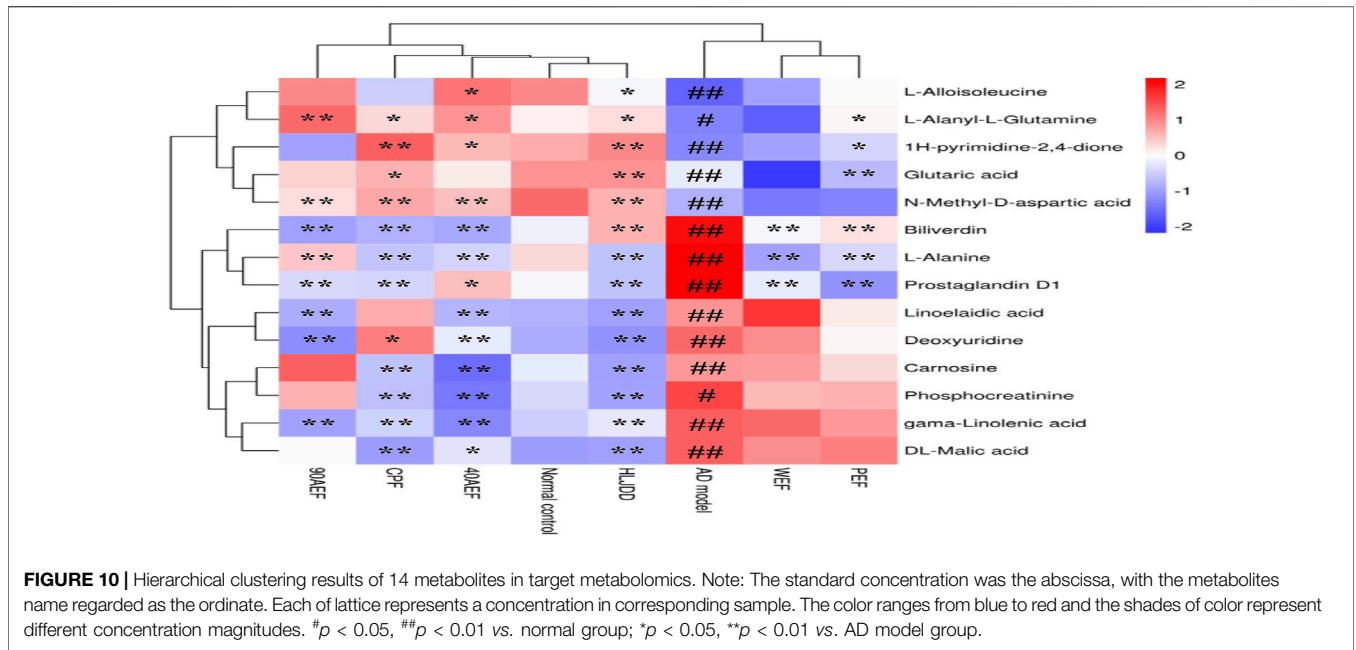 * * ## L-Alloisoleucine
** * * * # * L-Alanyl-L-Glutamine
** * ** ## * 1H-pyrimidine-2,4-dione
* ** ## ** Glutaric acid
** ** ** ** ## N-Methyl-D-aspartic acid
** ** ** ** ## ** ** Biliverdin
** ** ** ** ## ** ** L-Alanine
** ** * ** ## ** ** Prostaglandin D1
** ** ** ## Linoelaidic acid
** * ** ** ## Deoxyuridine
** ** ** ## Carnosine
** ** ** # Phosphocreatinine
** ** ** ** ## gama-Linolenic acid
** * ** ## DL-Malic acid
90AEF CPF 40AEF Normal control HLJDD AD model WEF PEF
2
1
0
-1
-2
FIGURE 10 | Hierarchical clustering results of 14 metabolites in target metabolomics. Note: The standard concentration was the abscissa, with the metabolites
name regarded as the ordinate. Each of lattice represents a concentration in corresponding sample. The color ranges from blue to red and the shades of color represent
different concentration magnitudes. #p < 0.05, ##p < 0.01 vs. normal group; *p < 0.05, **p < 0.01 vs. AD model group.